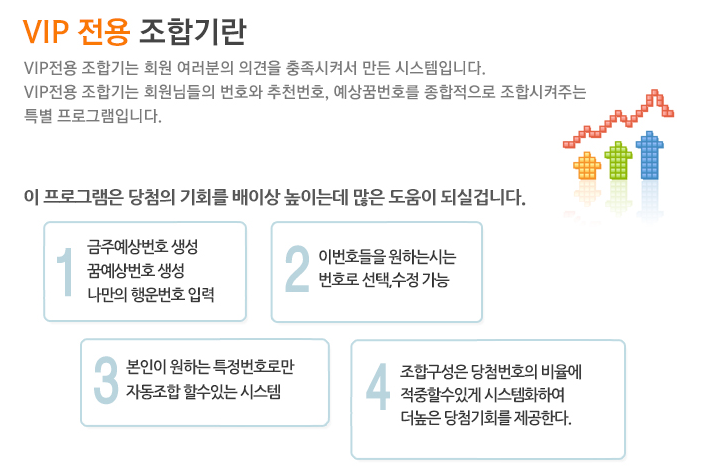 VIP 전용 조합기란
VIP전용 조합기는 회원 여러분의 의견을 충족시켜서 만든 시스템입니다.
VIP전용 조합기는 회원님들의 번호와 추천번호, 예상꿈번호를 종합적으로 조합시켜주는
특별 프로그램입니다.
이 프로그램은 당첨의 기회를 배이상 높이는데 많은 도움이 되실겁니다.
1
금주예상번호 생성
꿈예상번호 생성
나만의 행운번호 입력
2
이번호들을 원하는시는
번호로 선택,수정 가능
3
본인이 원하는 특정번호로만
자동조합 할수있는 시스템
4
조합구성은 당첨번호의 비율에
적중할수있게 시스템화하여
더높은 당첨기회를 제공한다.